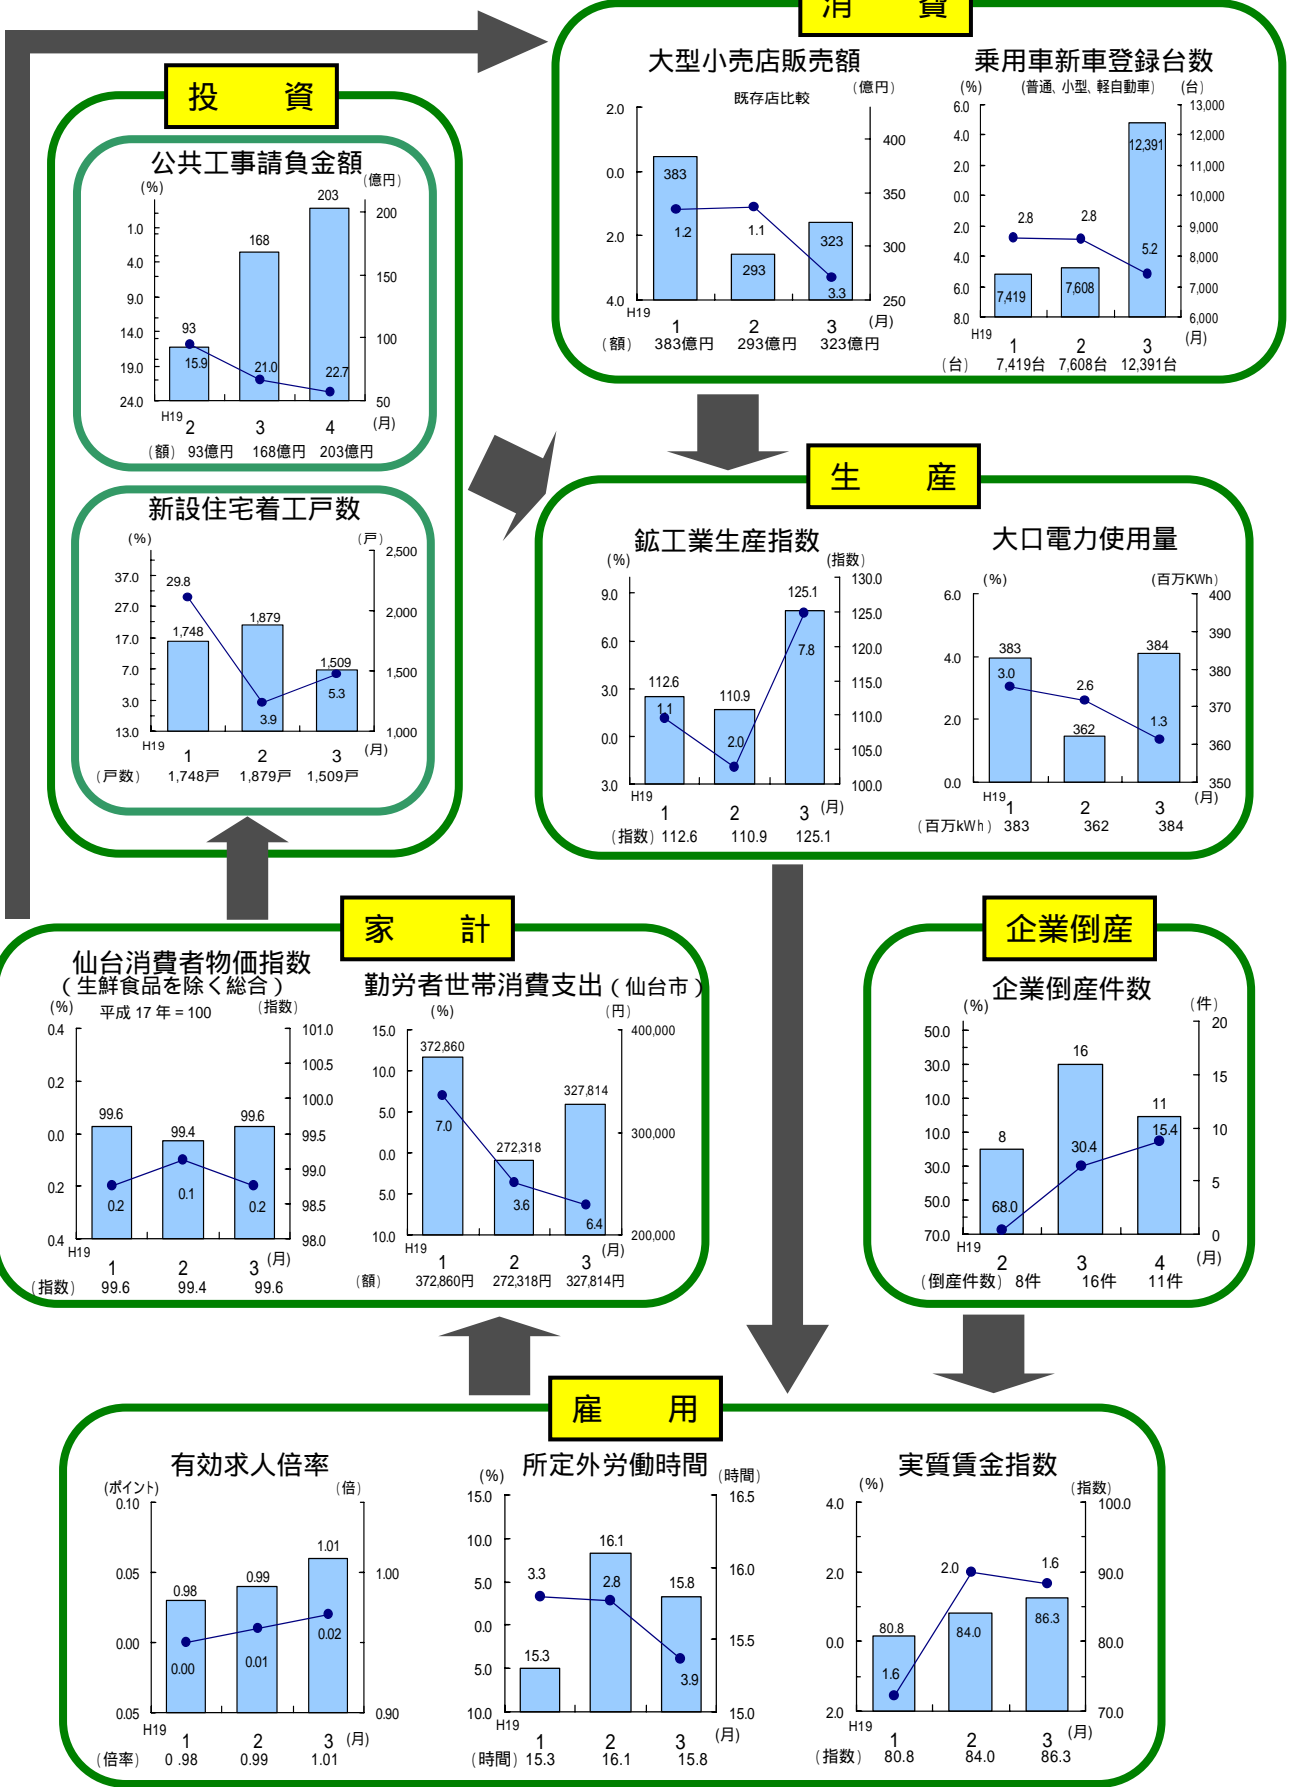 消　費
大型小売店販売額
(億円)
既存店比較
2.0
0.0
2.0
4.0
400
350
300
250
383
293
323
1.2
1.1
3.3
H19
1 2 3 (月)
(額) 383億円 293億円 323億円
乗用車新車登録台数
(%) (普通、小型、軽自動車) (台)
6.0
4.0
2.0
0.0
2.0
4.0
6.0
8.0
13,000
12,000
11,000
10,000
9,000
8,000
7,000
6,000
12,391
2.8 2.8
5.2
7,419 7,608
H19
1 2 3 (月)
(台) 7,419台 7,608台 12,391台
投　資
公共工事請負金額
(%) (億円)
1.0
4.0
9.0
14.0
19.0
24.0
200
150
100
50
203
168
93
15.9
21.0
22.7
H19
2 3 4 (月)
(額) 93億円 168億円 203億円
新設住宅着工戸数
(%) (戸)
37.0
27.0
17.0
7.0
3.0
13.0
2,500
2,000
1,500
1,000
29.8
1,748
1,879
1,509
3.9
5.3
H19
1 2 3 (月)
(戸数) 1,748戸 1,879戸 1,509戸
生　産
鉱工業生産指数
(%) (指数)
9.0
6.0
3.0
0.0
3.0
130.0
125.0
120.0
115.0
110.0
105.0
100.0
125.1
112.6
110.9
1.1
2.0
7.8
H19
1 2 3 (月)
(指数) 112.6 110.9 125.1
大口電力使用量
(%) (百万KWh)
6.0
4.0
2.0
0.0
400
390
380
370
360
350
383
362
384
3.0
2.6
1.3
H19
1 2 3 (月)
(百万kWh) 383 362 384
家　計
仙台消費者物価指数
(生鮮食品を除く総合)
(%) 平成 17 年 = 100 (指数)
0.4
0.2
0.0
0.2
0.4
101.0
100.5
100.0
99.5
99.0
98.5
98.0
99.6
99.4
99.6
0.2
0.1
0.2
H19
1 2 3 (月)
(指数) 99.6 99.4 99.6
勤労者世帯消費支出(仙台市)
(%) (円)
15.0
10.0
5.0
0.0
5.0
10.0
400,000
300,000
200,000
372,860
272,318
327,814
7.0
3.6
6.4
H19
1 2 3 (月)
(額) 372,860円 272,318円 327,814円
企業倒産
企業倒産件数
(%) (件)
50.0
30.0
10.0
10.0
30.0
50.0
70.0
20
15
10
5
0
8
16
11
68.0
30.4
15.4
H19
2 3 4 (月)
(倒産件数) 8件 16件 11件
雇　用
有効求人倍率
(ポイント) (倍)
0.10
0.05
0.00
0.05
1.00
0.90
0.98
0.99
1.01
0.00
0.01
0.02
H19
1 2 3 (月)
(倍率) 0.98 0.99 1.01
所定外労働時間
(%) (時間)
15.0
10.0
5.0
0.0
5.0
10.0
16.5
16.0
15.5
15.0
3.3
15.3
16.1
2.8
15.8
3.9
H19
1 2 3 (月)
(時間) 15.3 16.1 15.8
実質賃金指数
(%) (指数)
4.0
2.0
0.0
2.0
100.0
90.0
80.0
70.0
2.0
1.6
80.8
84.0
86.3
1.6
H19
1 2 3 (月)
(指数) 80.8 84.0 86.3